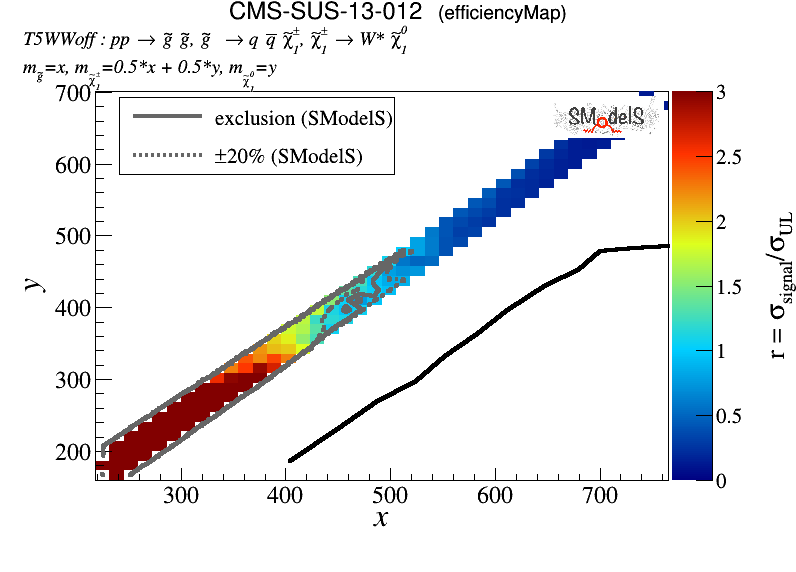 CMS-SUS-13-012 (efficiencyMap)
T5WWoff : pp → g̃ g̃, g̃ → q q̅ χ̃₁^±, χ̃₁^± → W* χ̃₁⁰
m_g̃=x, m_χ̃₁^±=0.5*x + 0.5*y, m_χ̃₁⁰=y
exclusion (SModelS)
±20% (SModelS)
SModelS
700
600
500
400
300
200
y
300 400 500 600 700
x
3
2.5
2
1.5
1
0.5
0
r = σ_signal/σ_UL